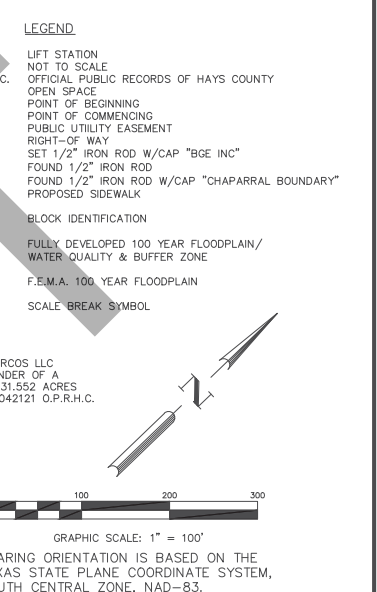 LEGEND
LIFT STATION
NOT TO SCALE
C. OFFICIAL PUBLIC RECORDS OF HAYS COUNTY
OPEN SPACE
POINT OF BEGINNING
POINT OF COMMENCING
PUBLIC UTIILITY EASEMENT
RIGHT-OF WAY
SET 1/2" IRON ROD W/CAP "BGE INC"
FOUND 1/2" IRON ROD
FOUND 1/2" IRON ROD W/CAP "CHAPARRAL BOUNDARY"
PROPOSED SIDEWALK
BLOCK IDENTIFICATION
FULLY DEVELOPED 100 YEAR FLOODPLAIN/
WATER QUALITY & BUFFER ZONE
F.E.M.A. 100 YEAR FLOODPLAIN
SCALE BREAK SYMBOL
RCOS LLC
NDER OF A
31.552 ACRES
042121 O.P.R.H.C.
N
100 200 300
GRAPHIC SCALE: 1" = 100'
ARING ORIENTATION IS BASED ON THE
XAS STATE PLANE COORDINATE SYSTEM,
UTH CENTRAL ZONE, NAD-83.